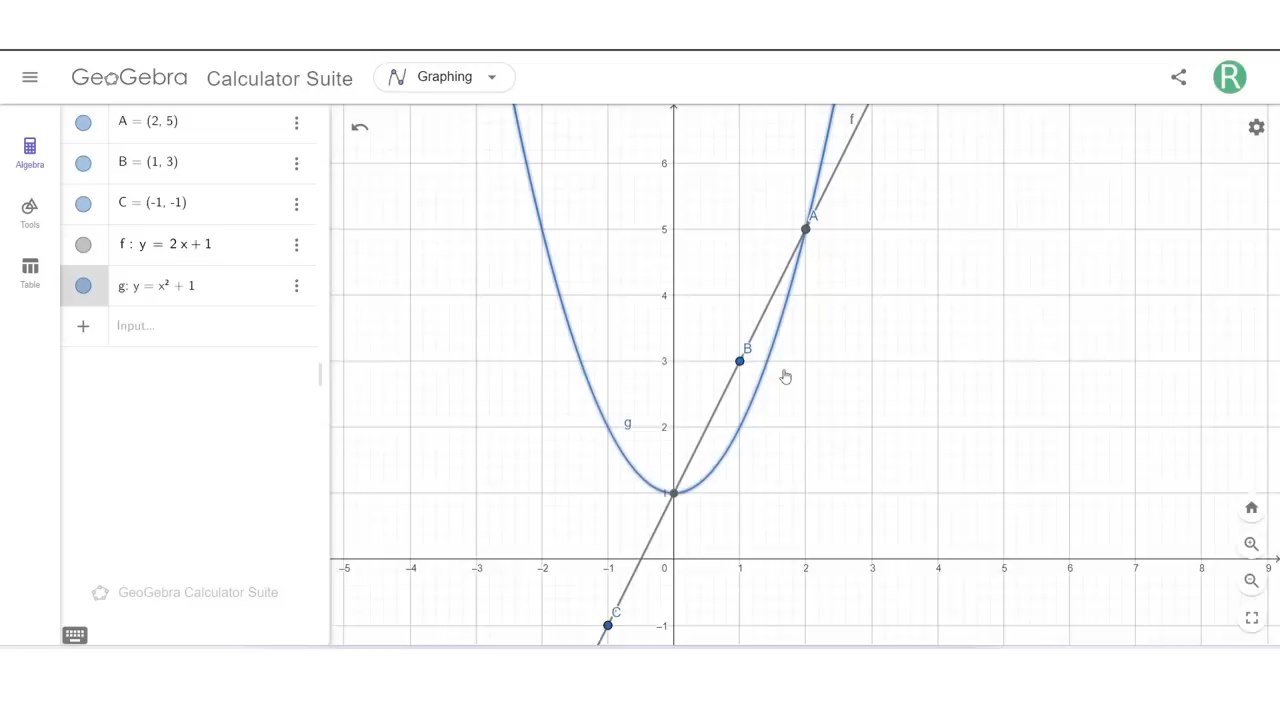 GeoGebra Calculator Suite Graphing R
Algebra
Tools
Table
A = (2, 5)
B = (1, 3)
C = (-1, -1)
f : y = 2 x + 1
g: y = x² + 1
+ Input...
GeoGebra Calculator Suite
f
6
A
5
4
B
3
g
2
1
-5 -4 -3 -2 -1 0 1 2 3 4 5 6 7 8 9
C
-1